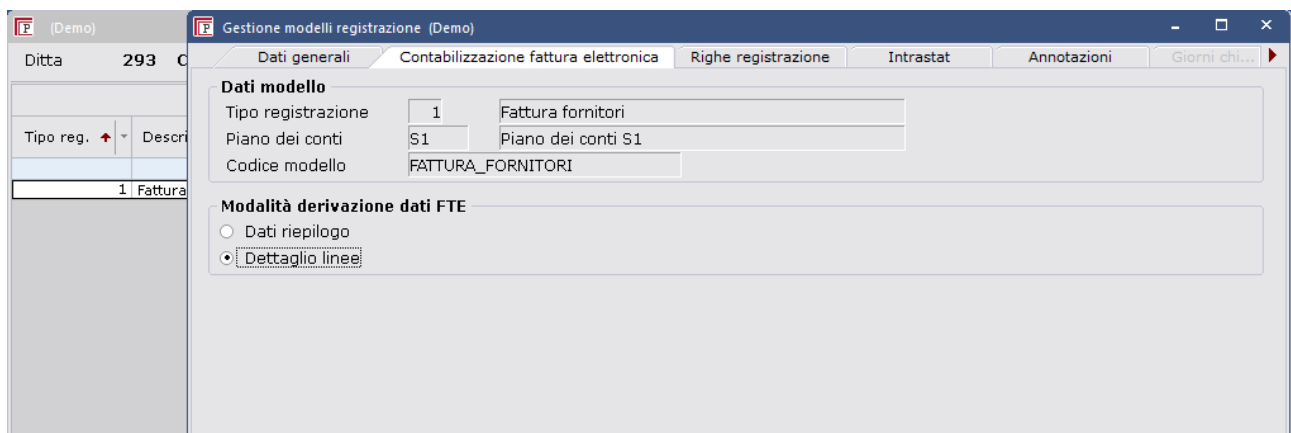 P (Demo)
Ditta 293 C
Tipo reg. Descri
1 Fattura
P Gestione modelli registrazione (Demo)
Dati generali Contabilizzazione fattura elettronica Righe registrazione Intrastat Annotazioni Giorni chi...
Dati modello
Tipo registrazione 1 Fattura fornitori
Piano dei conti S1 Piano dei conti S1
Codice modello FATTURA_FORNITORI
Modalità derivazione dati FTE
Dati riepilogo
Dettaglio linee